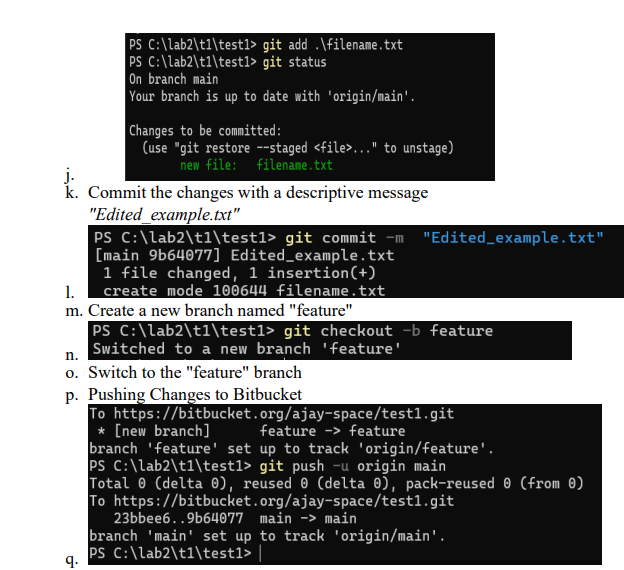 PS C:\lab2\t1\test1> git add .\filename.txt
PS C:\lab2\t1\test1> git status
On branch main
Your branch is up to date with 'origin/main'.
Changes to be committed:
(use "git restore --staged <file>..." to unstage)
new file: filename.txt
j.
k. Commit the changes with a descriptive message
"Edited_example.txt"
PS C:\lab2\t1\test1> git commit -m "Edited_example.txt"
[main 9b64077] Edited_example.txt
1 file changed, 1 insertion(+)
create mode 100644 filename.txt
l.
m. Create a new branch named "feature"
PS C:\lab2\t1\test1> git checkout -b feature
Switched to a new branch 'feature'
n.
o. Switch to the "feature" branch
p. Pushing Changes to Bitbucket
To https://bitbucket.org/ajay-space/test1.git
* [new branch] feature -> feature
branch 'feature' set up to track 'origin/feature'.
PS C:\lab2\t1\test1> git push -u origin main
Total 0 (delta 0), reused 0 (delta 0), pack-reused 0 (from 0)
To https://bitbucket.org/ajay-space/test1.git
23bbee6..9b64077 main -> main
branch 'main' set up to track 'origin/main'.
PS C:\lab2\t1\test1>
q.